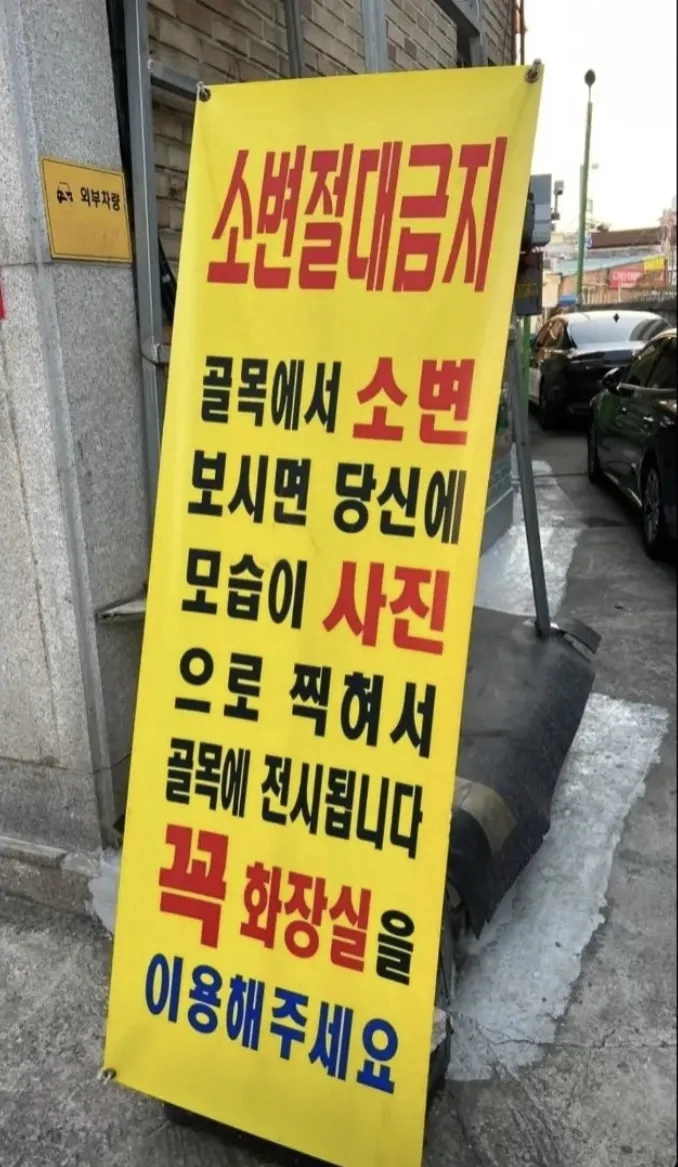 외부차량
소변절대금지
골목에서 소변
보시면 당신에
모습이 사진
으로 찍혀서
골목에 전시됩니다
꼭 화장실을
이용해주세요